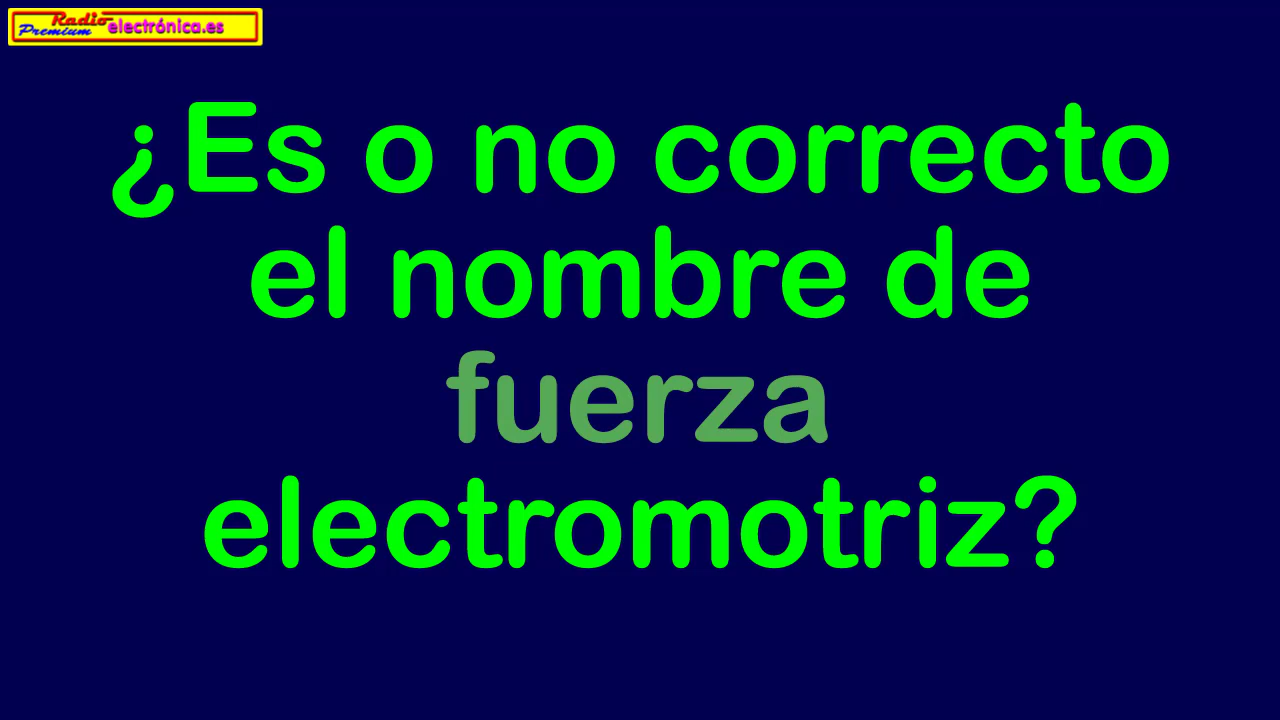 Radio
Premium electrónica.es
¿Es o no correcto
el nombre de
fuerza
electromotriz?